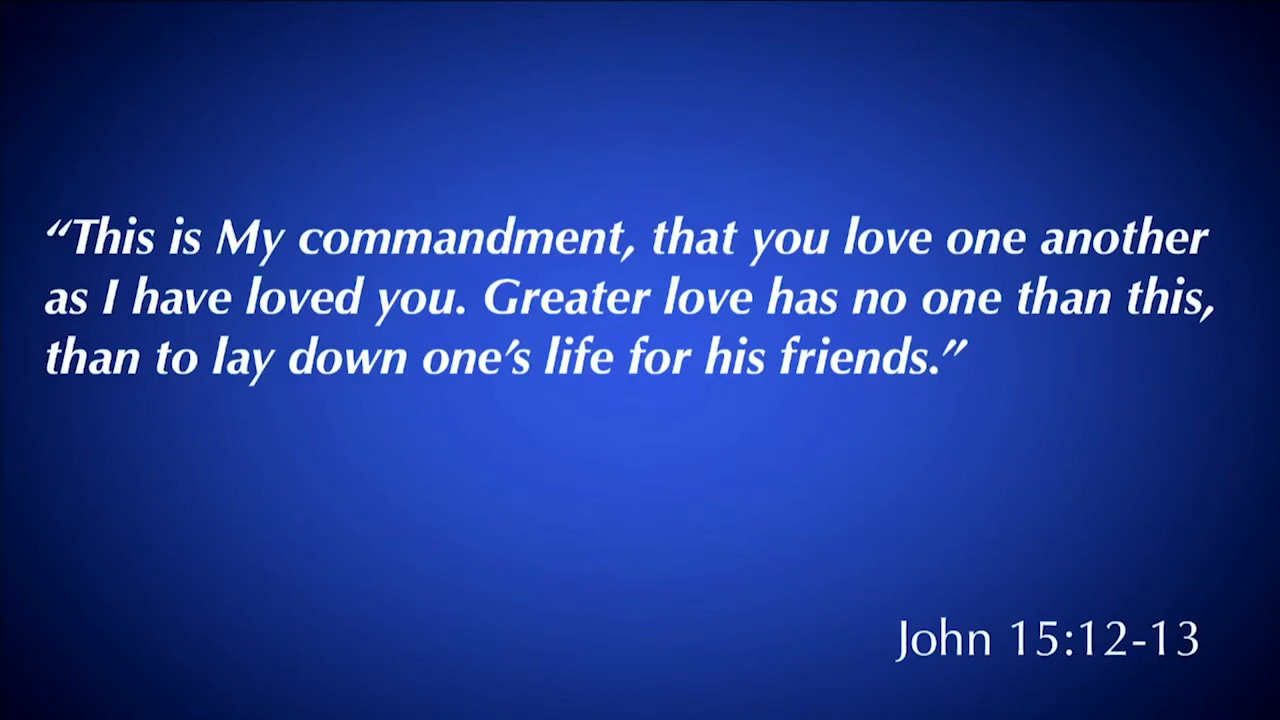 “This is My commandment, that you love one another
as I have loved you. Greater love has no one than this,
than to lay down one’s life for his friends.”
John 15:12-13